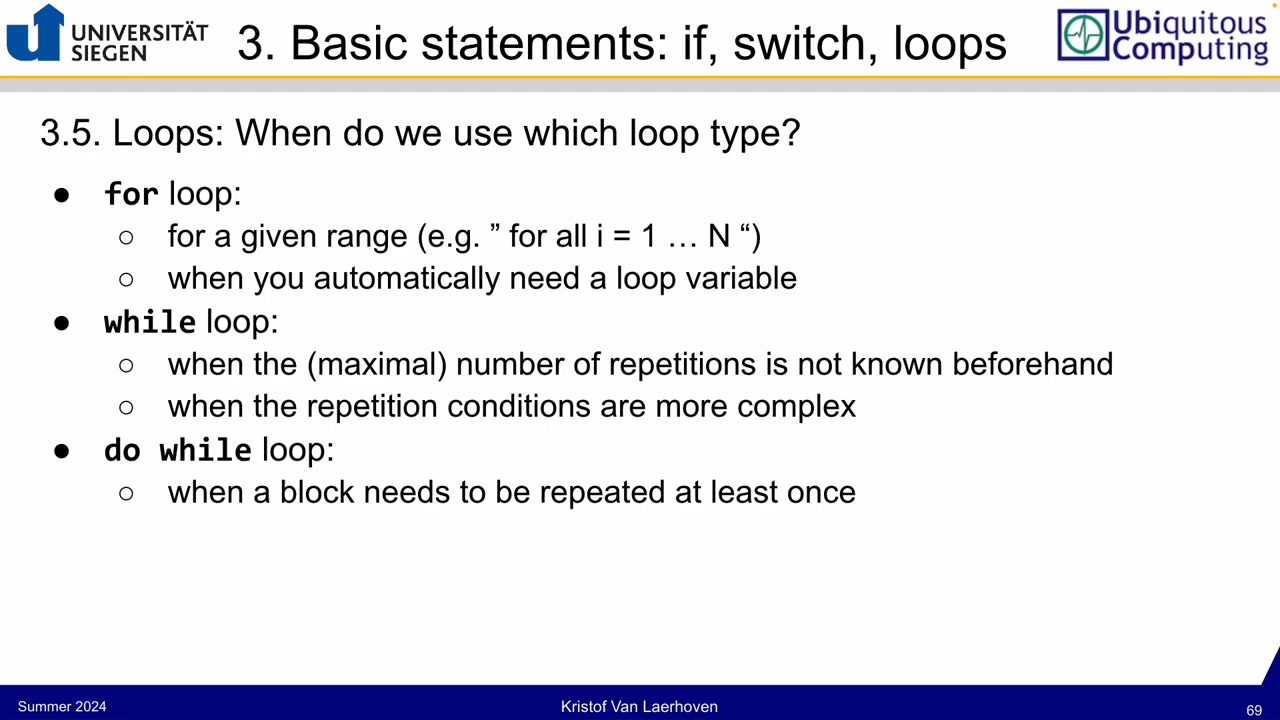 UNIVERSITÄT
SIEGEN
3. Basic statements: if, switch, loops
Ubiquitous
Computing
3.5. Loops: When do we use which loop type?
● for loop:
○ for a given range (e.g. ” for all i = 1 … N “)
○ when you automatically need a loop variable
● while loop:
○ when the (maximal) number of repetitions is not known beforehand
○ when the repetition conditions are more complex
● do while loop:
○ when a block needs to be repeated at least once
Summer 2024
Kristof Van Laerhoven
69